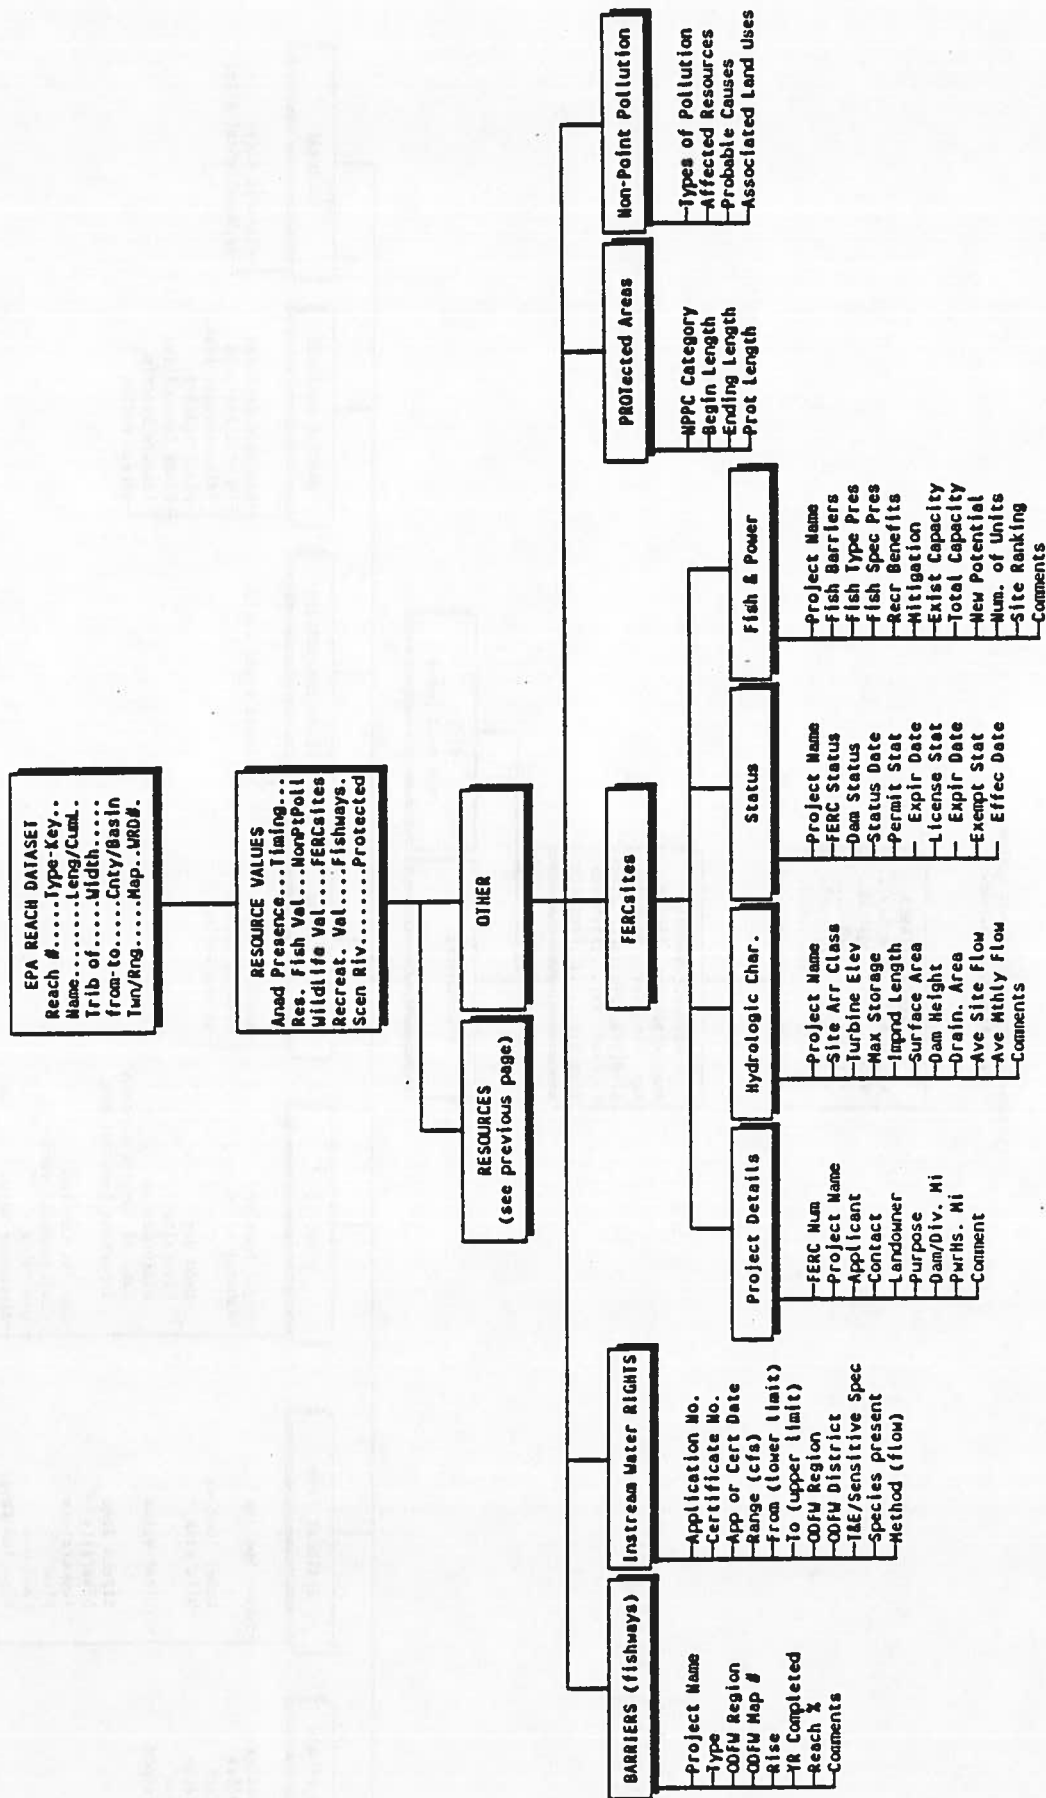 EPA REACH DATASET
Reach #......Type-Key..
Name.........Leng/CumL.
Trib of......Width.....
from-to......Cnty/Basin
Twn/Rng....Map..WRD#.
RESOURCE VALUES
Anad Presence...Timing...
Res. Fish Val...NonPtPoll
Wildlife Val....FERCsites
Recreat. Val....Fishways.
Scen Riv........Protected
RESOURCES
(see previous page)
OTHER
BARRIERS (fishways)
Project Name
Type
ODFW Region
ODFW Map #
Rise
YR Completed
Reach %
Comments
Instream Water RIGHTS
Application No.
Certificate No.
App or Cert Date
Range (cfs)
From (lower limit)
To (upper limit)
ODFW Region
ODFW District
T&E/Sensitive Spec
Species present
Method (flow)
FERCsites
Project Details
FERC Num
Project Name
Applicant
Contact
Landowner
Purpose
Dam/Div. Mi
PwrHs. Mi
Comment
Hydrologic Char.
Project Name
Site Arr Class
Turbine Elev
Max Storage
Impnd Length
Surface Area
Dam Height
Drain. Area
Ave Site Flow
Ave Mthly Flow
Comments
Status
Project Name
FERC Status
Dam Status
Status Date
Permit Stat
Expir Date
License Stat
Expir Date
Exempt Stat
Effec Date
Fish & Power
Project Name
Fish Barriers
Fish Type Pres
Fish Spec Pres
Recr Benefits
Mitigation
Exist Capacity
Total Capacity
New Potential
Num. of Units
Site Ranking
Comments
PROTected Areas
NPPC Category
Begin Length
Ending Length
Prot Length
Non-Point Pollution
Types of Pollution
Affected Resources
Probable Causes
Associated Land Uses